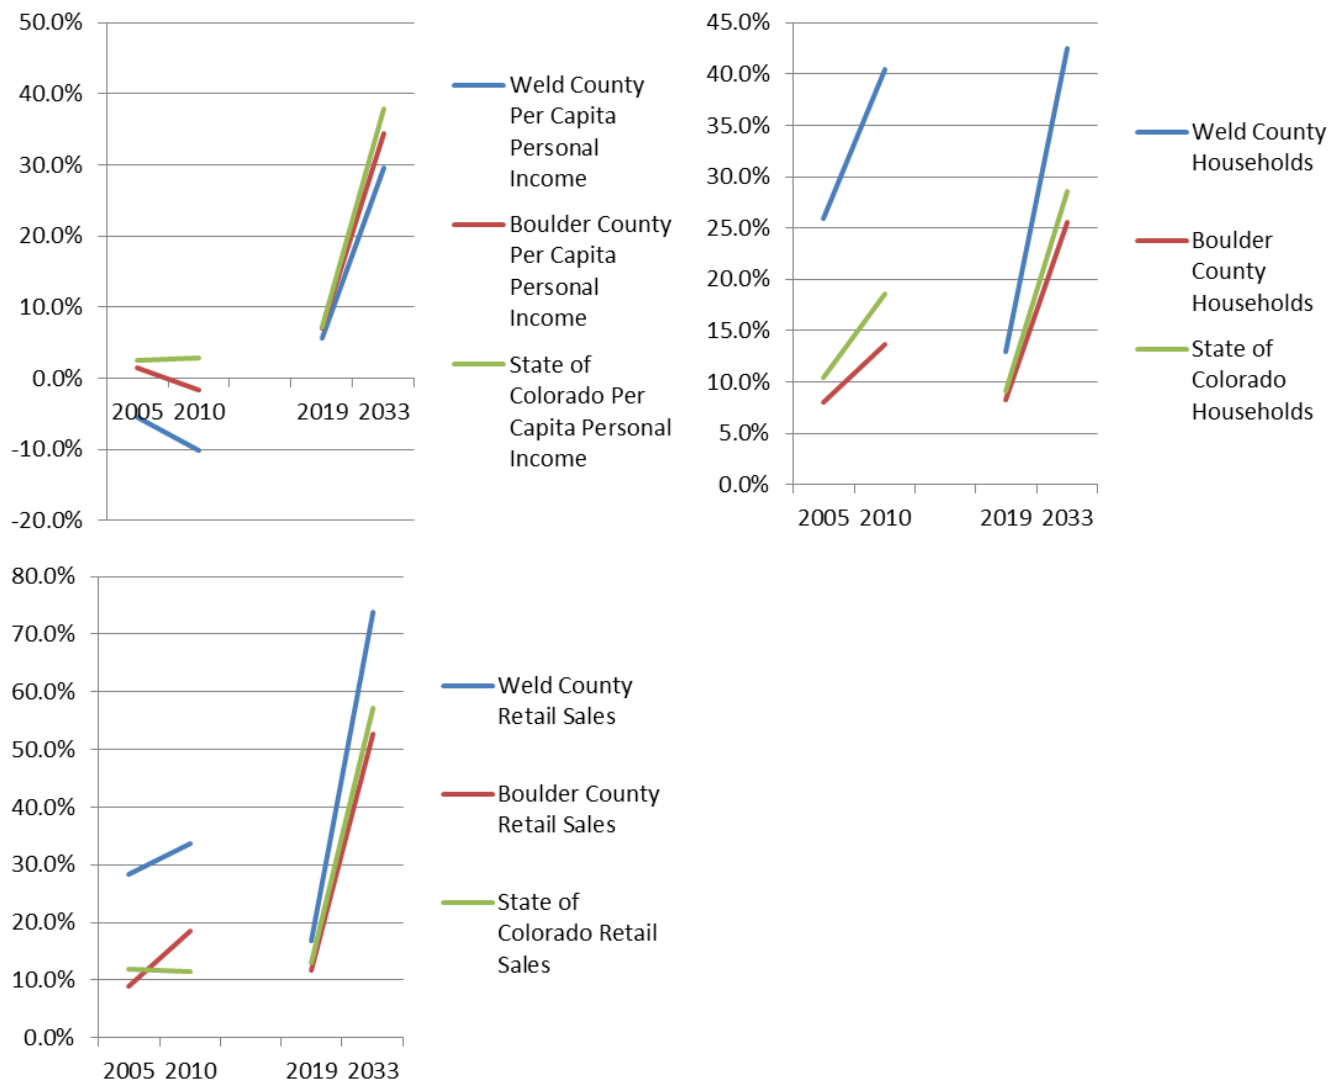 50.0%
40.0%
30.0%
20.0%
10.0%
0.0%
-10.0%
-20.0%
2005 2010 2019 2033
Weld County
Per Capita
Personal
Income
Boulder County
Per Capita
Personal
Income
State of
Colorado Per
Capita Personal
Income
45.0%
40.0%
35.0%
30.0%
25.0%
20.0%
15.0%
10.0%
5.0%
0.0%
2005 2010 2019 2033
Weld County
Households
Boulder
County
Households
State of
Colorado
Households
80.0%
70.0%
60.0%
50.0%
40.0%
30.0%
20.0%
10.0%
0.0%
2005 2010 2019 2033
Weld County
Retail Sales
Boulder County
Retail Sales
State of
Colorado Retail
Sales